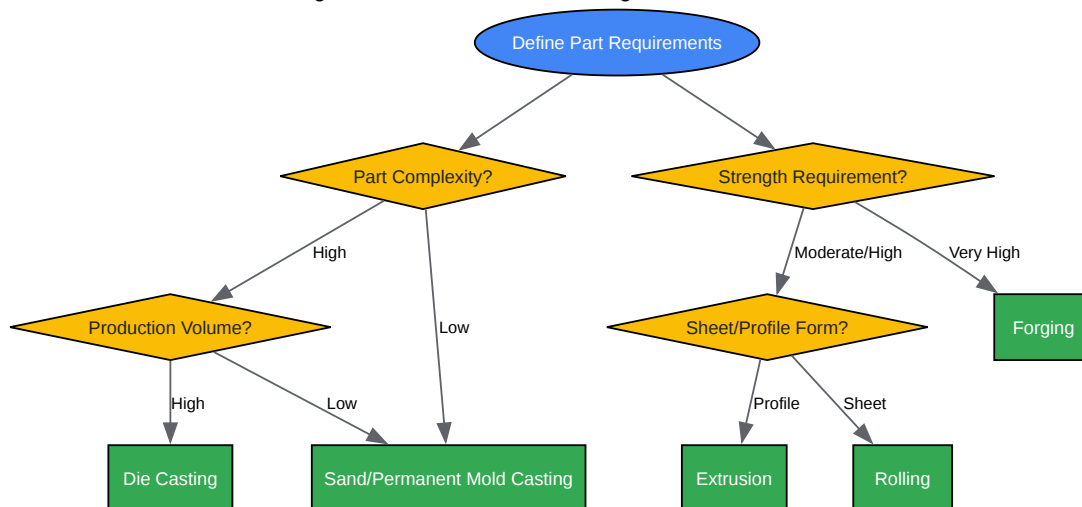 Define Part Requirements
Part Complexity?
Strength Requirement?
High
Moderate/High
Very High
Production Volume?
Low
Sheet/Profile Form?
Forging
High
Low
Profile
Sheet
Die Casting
Sand/Permanent Mold Casting
Extrusion
Rolling